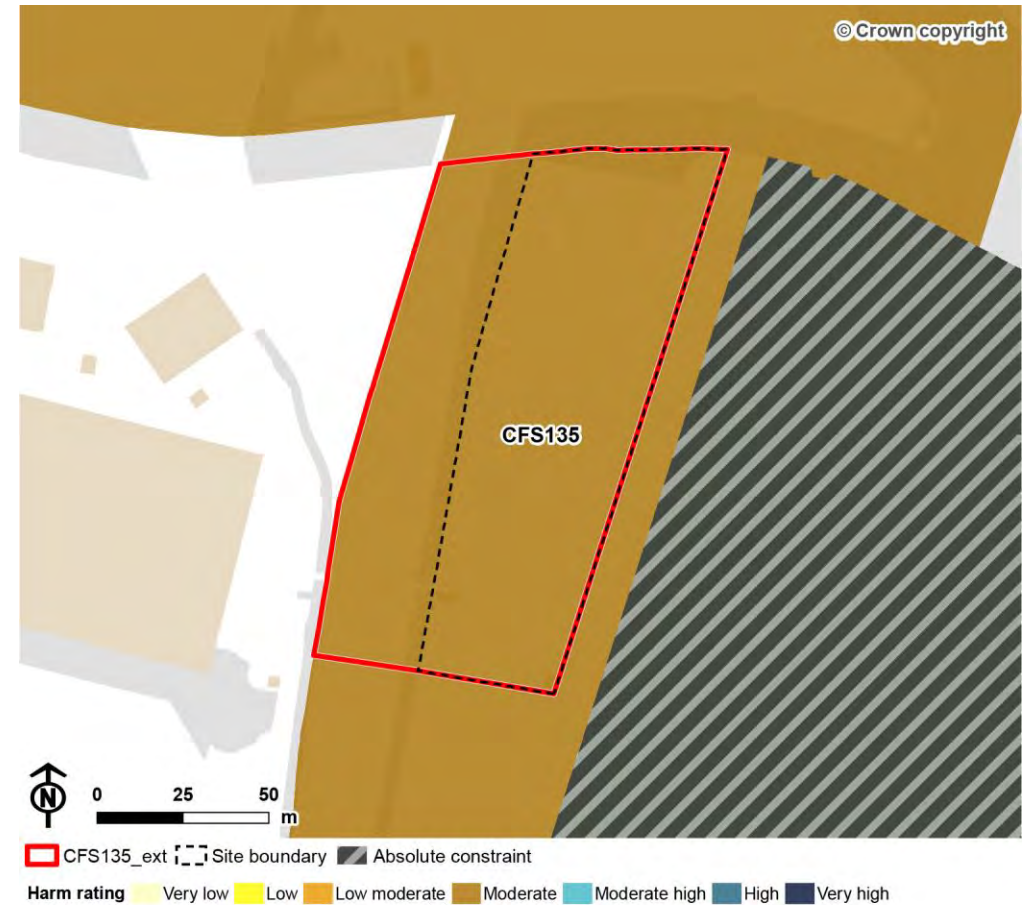 © Crown copyright
CFS135
N
0 25 50
m
CFS135_ext Site boundary Absolute constraint
Harm rating Very low Low Low moderate Moderate Moderate high High Very high